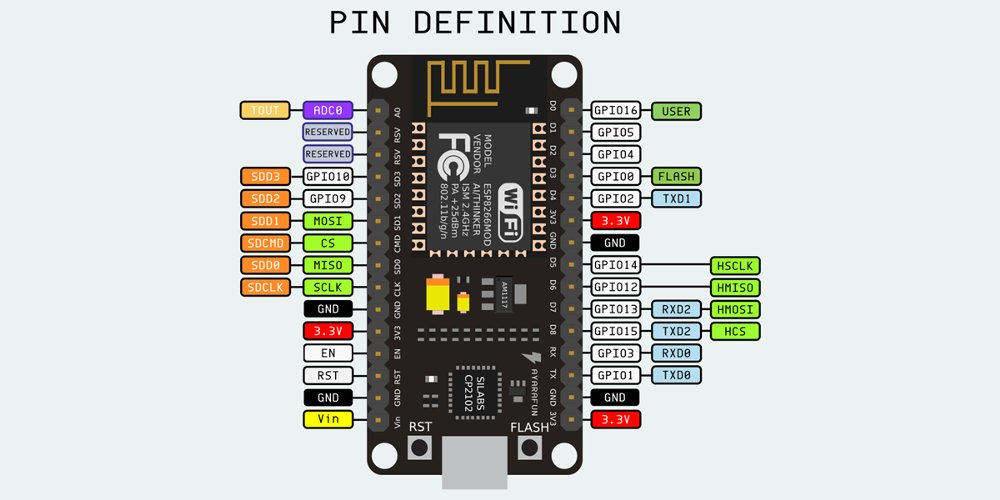 PIN DEFINITION
TOUT ADC0 A0 D0 GPIO16 USER
RESERVED RSV D1 GPIO5
RESERVED RSV D2 GPIO4
SDD3 GPIO10 SD3 D3 GPIO0 FLASH
SDD2 GPIO9 SD2 D4 GPIO2 TXD1
SDD1 MOSI SD1 3V3 3.3V
SDCMD CS CMD GND GND
SDD0 MISO SD0 D5 GPIO14 HSCLK
SDCLK SCLK CLK D6 GPIO12 HMISO
GND GND D7 GPIO13 RXD2 HMOSI
3.3V 3V3 D8 GPIO15 TXD2 HCS
EN EN RX GPIO3 RXD0
RST RST TX GPIO1 TXD0
GND GND GND GND
Vin Vin 3V3 3.3V
MODEL ESP8266MOD
VENDOR AI/THINKER
ISM 2.4GHz
PA +25dBm
802.11b/g/n
FC
WiFi
AM1117
SILABS
CP2102
AYARAFUN
RST FLASH